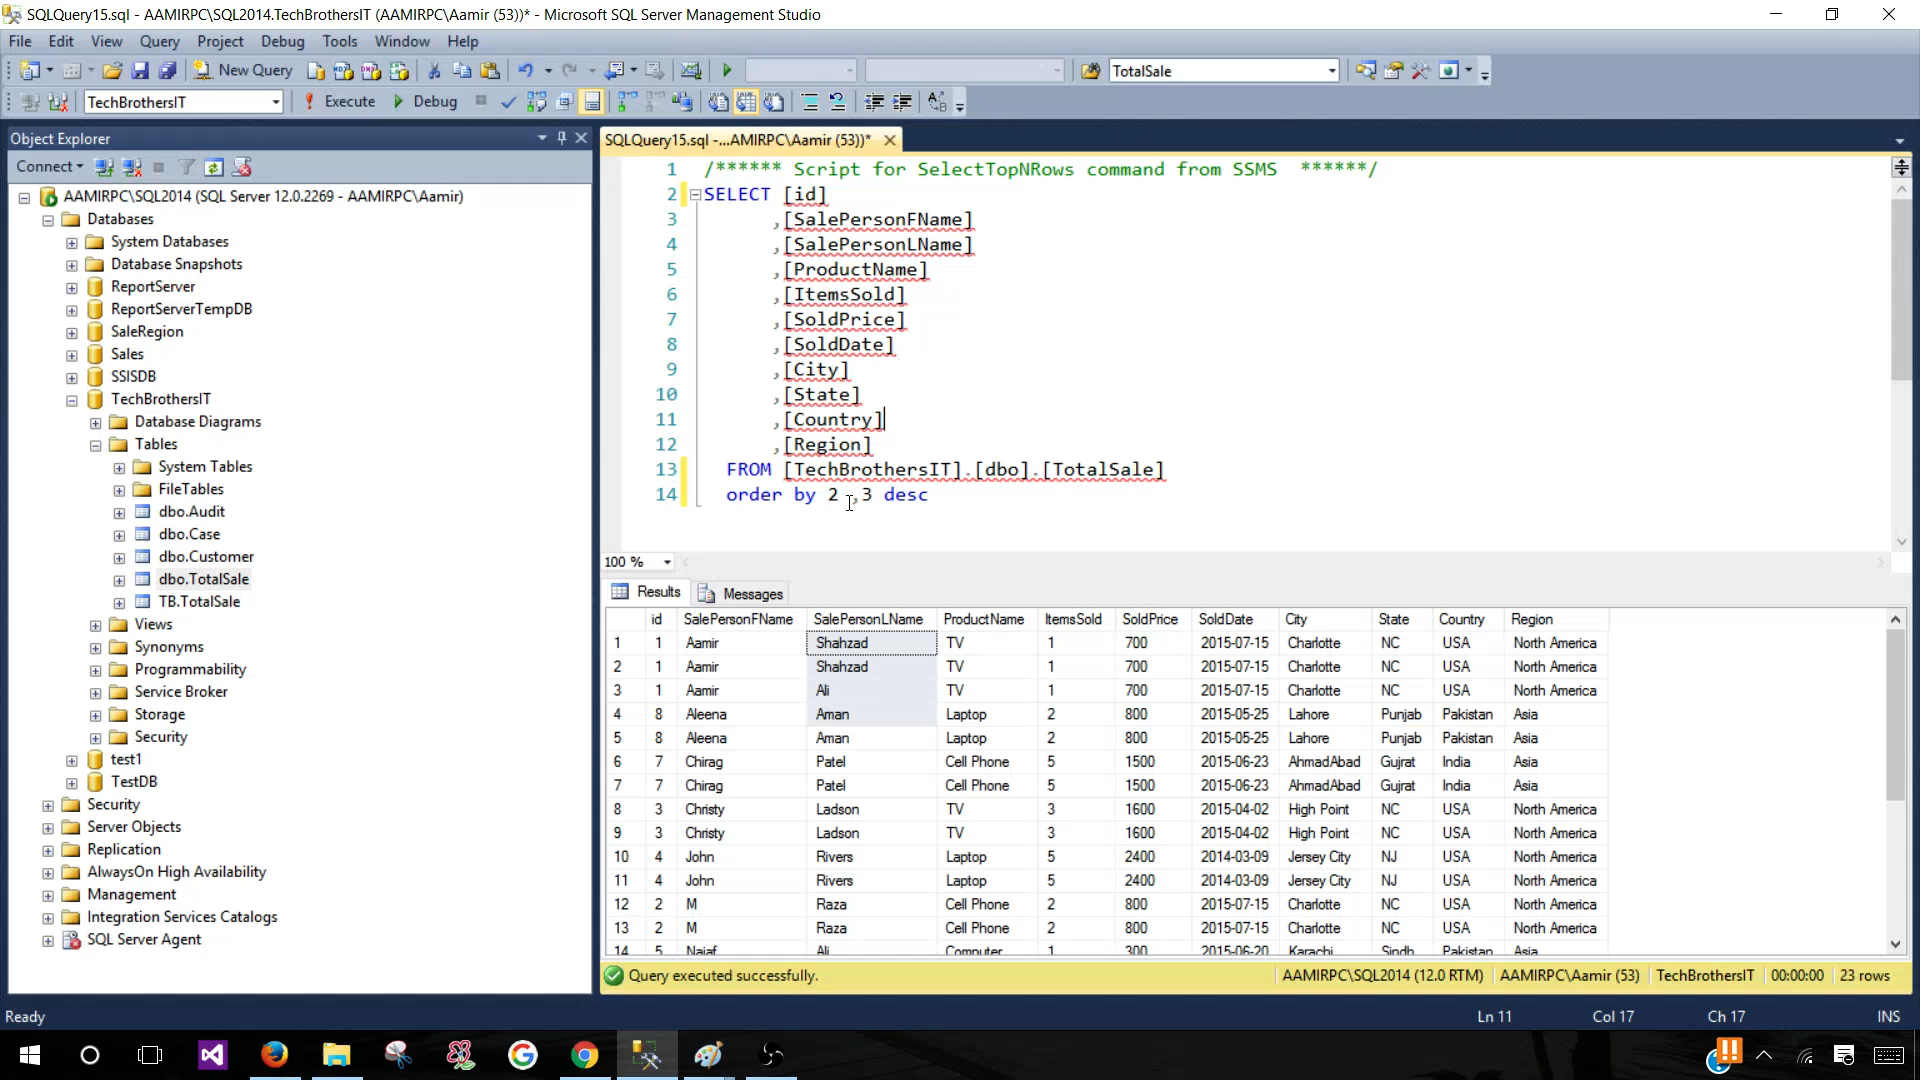 SQLQuery15.sql - AAMIRPC\SQL2014.TechBrothersIT (AAMIRPC\Aamir (53))* - Microsoft SQL Server Management Studio
File Edit View Query Project Debug Tools Window Help
New Query TotalSale
TechBrothersIT Execute Debug
Object Explorer
Connect
AAMIRPC\SQL2014 (SQL Server 12.0.2269 - AAMIRPC\Aamir)
Databases
System Databases
Database Snapshots
ReportServer
ReportServerTempDB
SaleRegion
Sales
SSISDB
TechBrothersIT
Database Diagrams
Tables
System Tables
FileTables
dbo.Audit
dbo.Case
dbo.Customer
dbo.TotalSale
TB.TotalSale
Views
Synonyms
Programmability
Service Broker
Storage
Security
test1
TestDB
Security
Server Objects
Replication
AlwaysOn High Availability
Management
Integration Services Catalogs
SQL Server Agent
SQLQuery15.sql -...AMIRPC\Aamir (53))*
1 /****** Script for SelectTopNRows command from SSMS ******/
2 SELECT [id]
3 ,[SalePersonFName]
4 ,[SalePersonLName]
5 ,[ProductName]
6 ,[ItemsSold]
7 ,[SoldPrice]
8 ,[SoldDate]
9 ,[City]
10 ,[State]
11 ,[Country]
12 ,[Region]
13 FROM [TechBrothersIT].[dbo].[TotalSale]
14 order by 2 ,3 desc
100 %
Results Messages
id SalePersonFName SalePersonLName ProductName ItemsSold SoldPrice SoldDate City State Country Region
1 1 Aamir Shahzad TV 1 700 2015-07-15 Charlotte NC USA North America
2 1 Aamir Shahzad TV 1 700 2015-07-15 Charlotte NC USA North America
3 1 Aamir Ali TV 1 700 2015-07-15 Charlotte NC USA North America
4 8 Aleena Aman Laptop 2 800 2015-05-25 Lahore Punjab Pakistan Asia
5 8 Aleena Aman Laptop 2 800 2015-05-25 Lahore Punjab Pakistan Asia
6 7 Chirag Patel Cell Phone 5 1500 2015-06-23 AhmadAbad Gujrat India Asia
7 7 Chirag Patel Cell Phone 5 1500 2015-06-23 AhmadAbad Gujrat India Asia
8 3 Christy Ladson TV 3 1600 2015-04-02 High Point NC USA North America
9 3 Christy Ladson TV 3 1600 2015-04-02 High Point NC USA North America
10 4 John Rivers Laptop 5 2400 2014-03-09 Jersey City NJ USA North America
11 4 John Rivers Laptop 5 2400 2014-03-09 Jersey City NJ USA North America
12 2 M Raza Cell Phone 2 800 2015-07-15 Charlotte NC USA North America
13 2 M Raza Cell Phone 2 800 2015-07-15 Charlotte NC USA North America
14 5 Najaf Ali Computer 1 300 2015-06-20 Karachi Sindh Pakistan Asia
Query executed successfully. AAMIRPC\SQL2014 (12.0 RTM) AAMIRPC\Aamir (53) TechBrothersIT 00:00:00 23 rows
Ready Ln 11 Col 17 Ch 17 INS